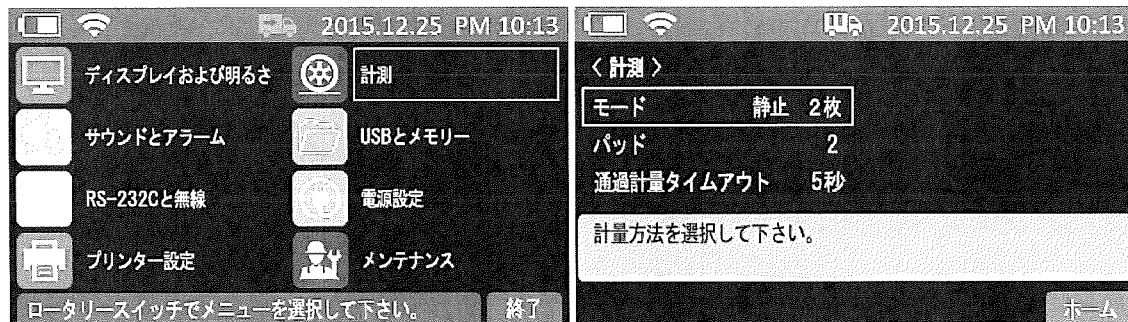 2015.12.25 PM 10:13
ディスプレイおよび明るさ
計測
サウンドとアラーム
USBとメモリー
RS-232Cと無線
電源設定
プリンター設定
メンテナンス
ロータリースイッチでメニューを選択して下さい。
終了
2015.12.25 PM 10:13
〈 計測 〉
モード 静止 2枚
パッド 2
通過計量タイムアウト 5秒
計量方法を選択して下さい。
ホーム